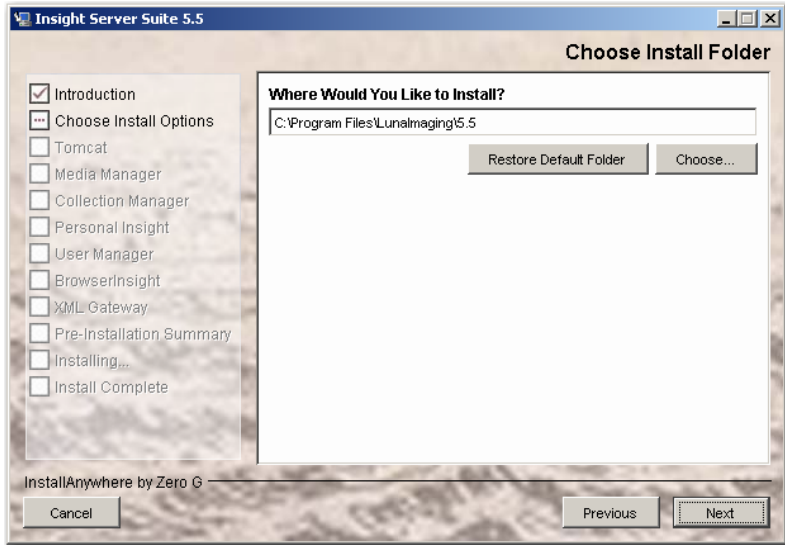 Insight Server Suite 5.5
Choose Install Folder
Introduction
Choose Install Options
Tomcat
Media Manager
Collection Manager
Personal Insight
User Manager
BrowserInsight
XML Gateway
Pre-Installation Summary
Installing...
Install Complete
Where Would You Like to Install?
C:\Program Files\LunaImaging\5.5
Restore Default Folder
Choose...
InstallAnywhere by Zero G
Cancel
Previous
Next